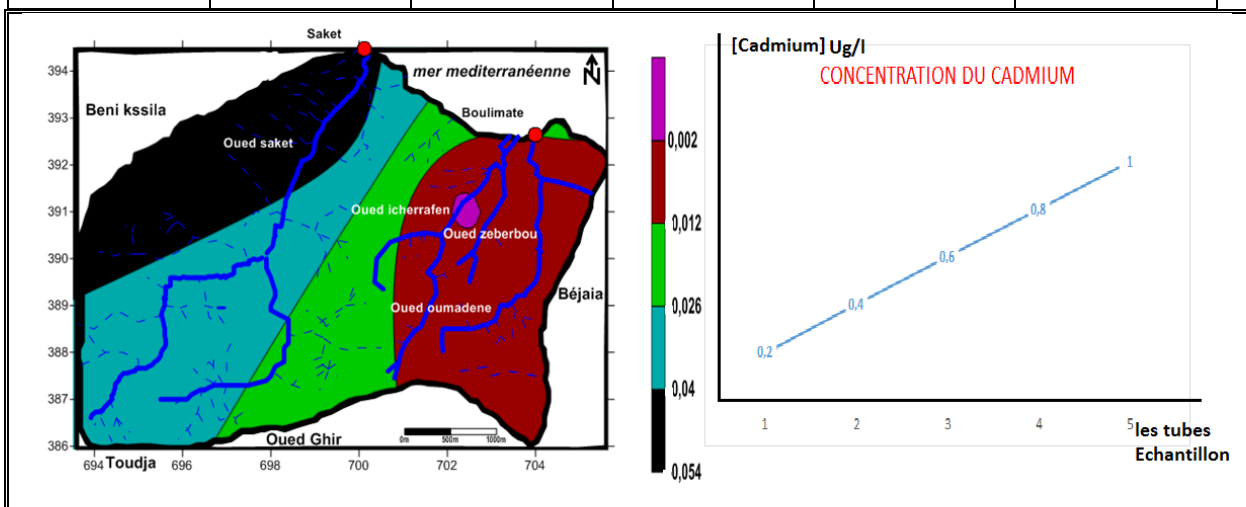 Saket
mer mediterranéenne
N
Beni kssila
Boulimate
Oued saket
Oued icherrafen
Oued zeberbou
Béjaia
Oued oumadene
Oued Ghir
Toudja
394
393
392
391
390
389
388
387
386
694 696 698 700 702 704
0m 500m 1000m
0,002
0,012
0,026
0,04
0,054
[Cadmium] Ug/l
CONCENTRATION DU CADMIUM
0,2
0,4
0,6
0,8
1
1 2 3 4 5
les tubes
Echantillon